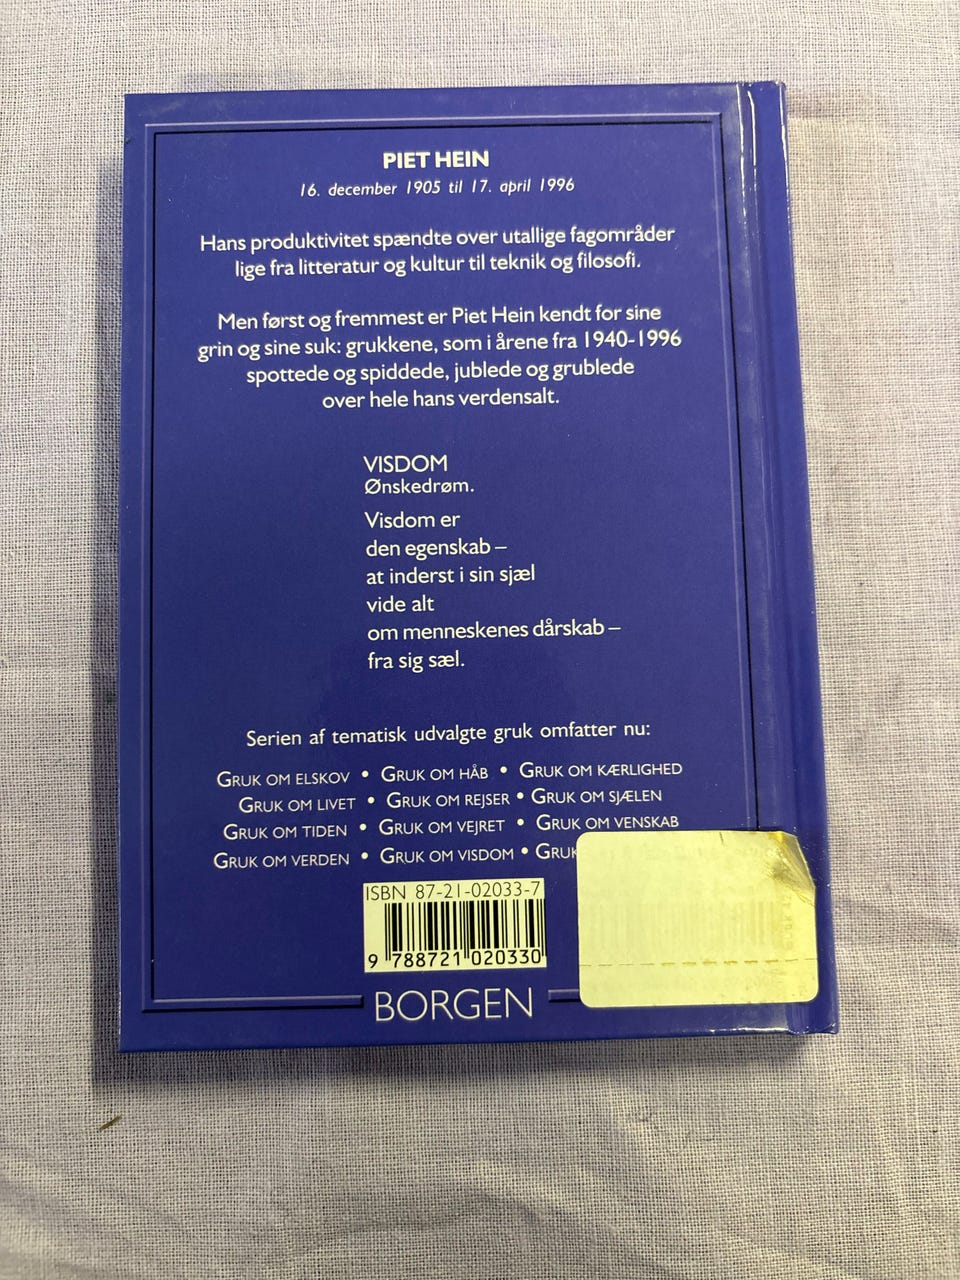 PIET HEIN
16. december 1905 til 17. april 1996
Hans produktivitet spændte over utallige fagområder
lige fra litteratur og kultur til teknik og filosofi.
Men først og fremmest er Piet Hein kendt for sine
grin og sine suk: grukkene, som i årene fra 1940-1996
spottede og spiddede, jublede og grublede
over hele hans verdensalt.
VISDOM
Ønskedrøm.
Visdom er
den egenskab –
at inderst i sin sjæl
vide alt
om menneskenes dårskab –
fra sig sæl.
Serien af tematisk udvalgte gruk omfatter nu:
GRUK OM ELSKOV • GRUK OM HÅB • GRUK OM KÆRLIGHED
GRUK OM LIVET • GRUK OM REJSER • GRUK OM SJÆLEN
GRUK OM TIDEN • GRUK OM VEJRET • GRUK OM VENSKAB
GRUK OM VERDEN • GRUK OM VISDOM • GRUK
ISBN 87-21-02033-7
9 788721 020330
BORGEN